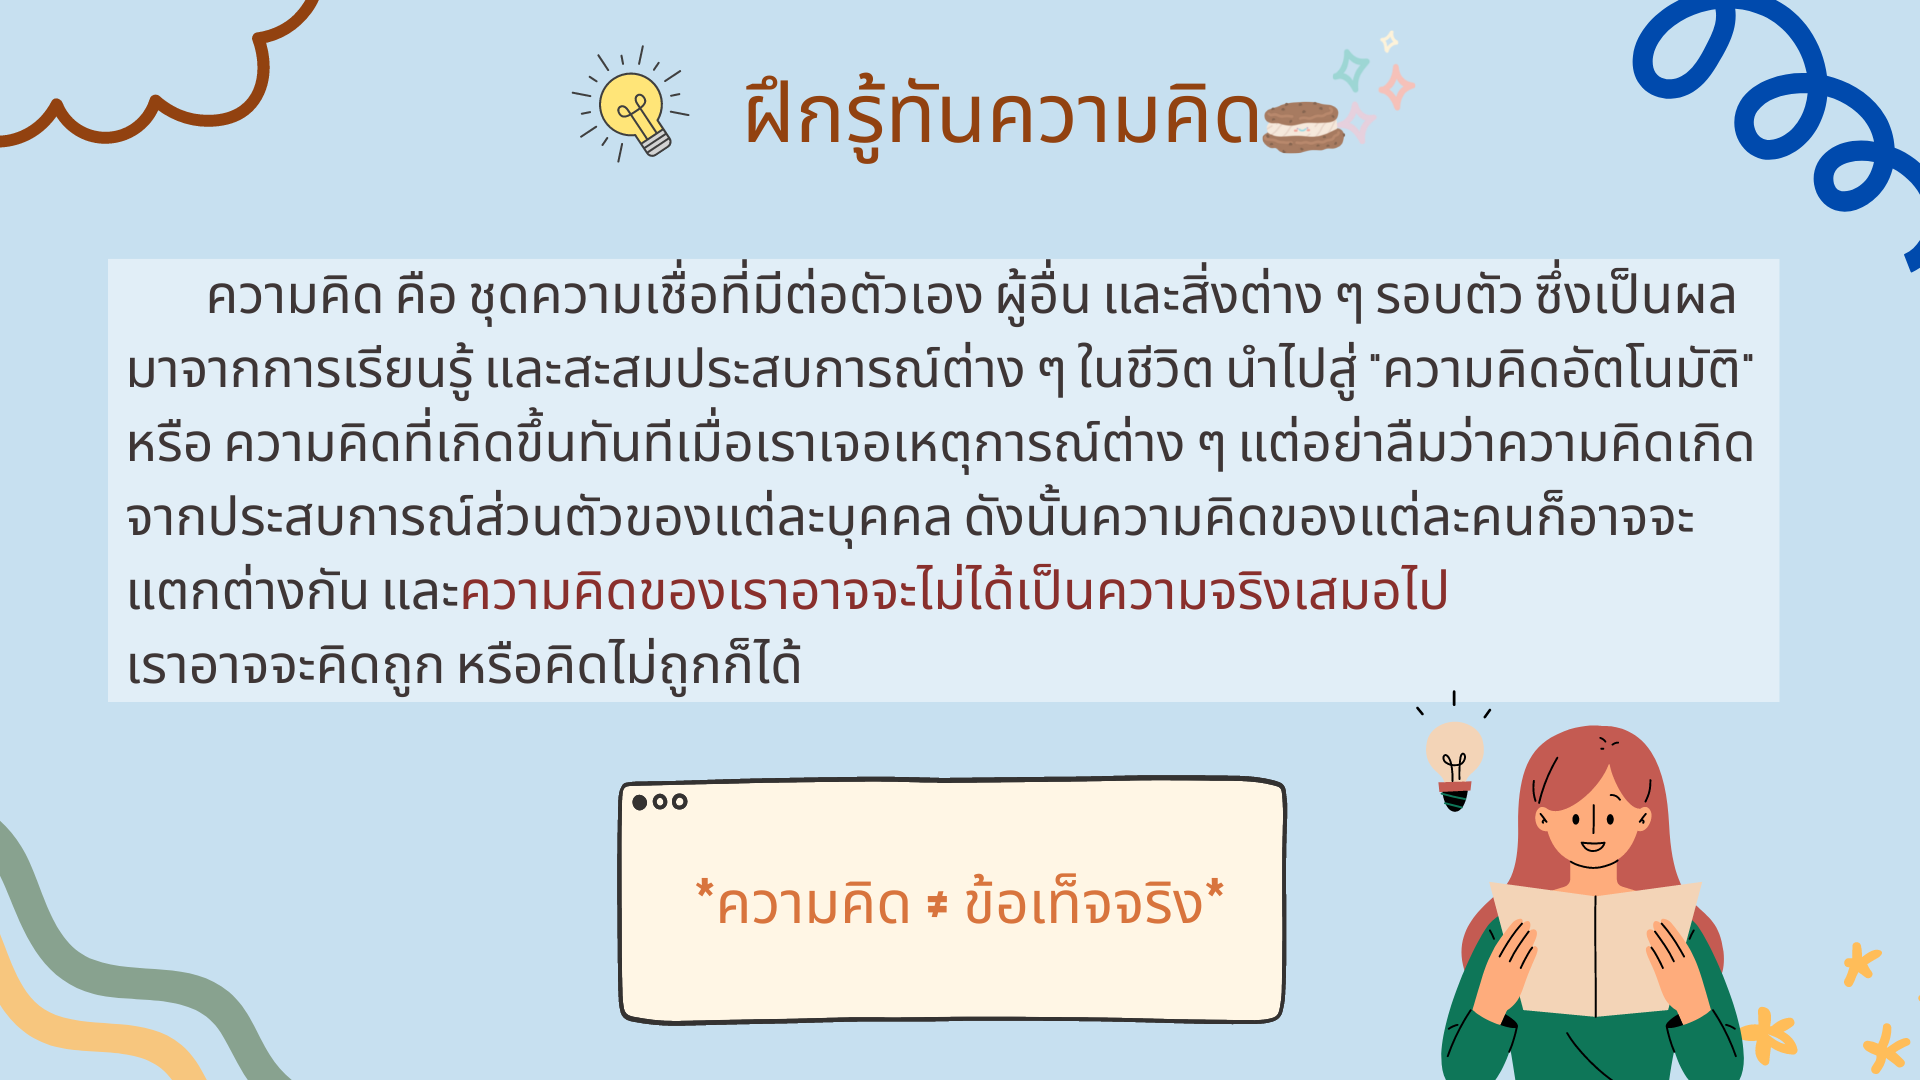 ฝึกรู้ทันความคิด
ความคิด คือ ชุดความเชื่อที่มีต่อตัวเอง ผู้อื่น และสิ่งต่าง ๆ รอบตัว ซึ่งเป็นผล
มาจากการเรียนรู้ และสะสมประสบการณ์ต่าง ๆ ในชีวิต นำไปสู่ "ความคิดอัตโนมัติ"
หรือ ความคิดที่เกิดขึ้นทันทีเมื่อเราเจอเหตุการณ์ต่าง ๆ แต่อย่าลืมว่าความคิดเกิด
จากประสบการณ์ส่วนตัวของแต่ละบุคคล ดังนั้นความคิดของแต่ละคนก็อาจจะ
แตกต่างกัน และความคิดของเราอาจจะไม่ได้เป็นความจริงเสมอไป
เราอาจจะคิดถูก หรือคิดไม่ถูกก็ได้
*ความคิด ≠ ข้อเท็จจริง*